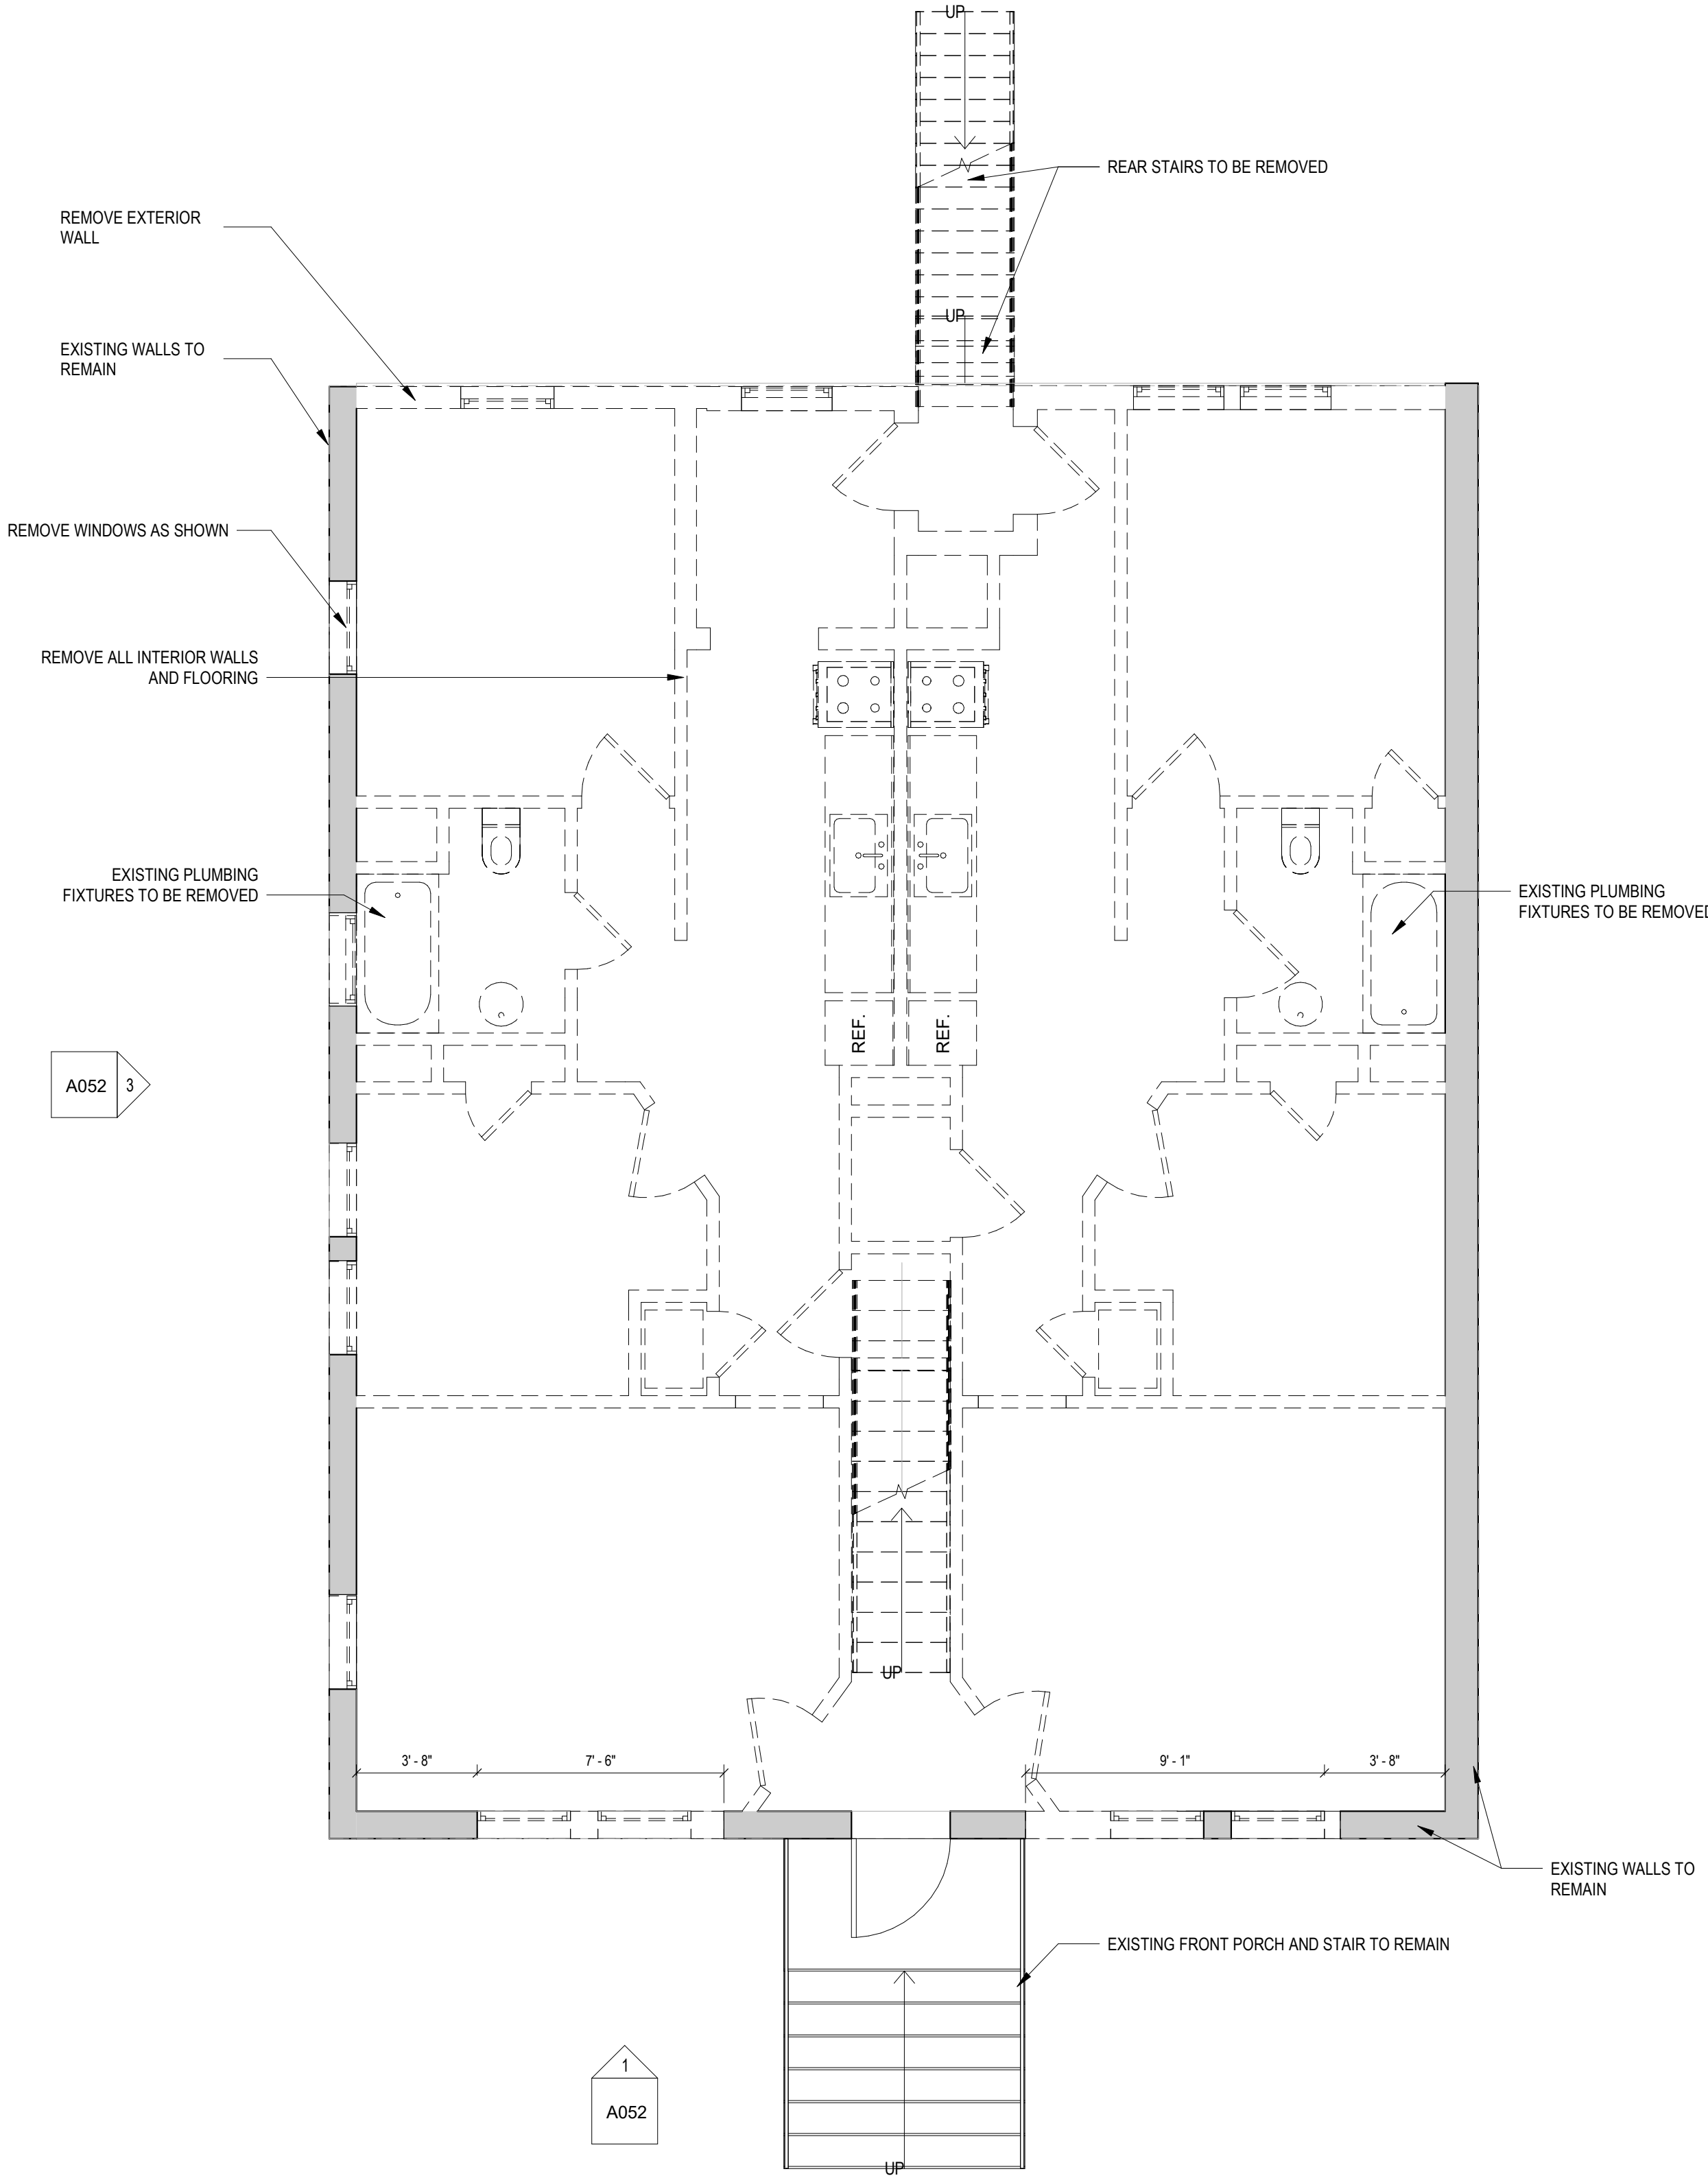 UP
REAR STAIRS TO BE REMOVED
REMOVE EXTERIOR
WALL
UP
EXISTING WALLS TO
REMAIN
REMOVE WINDOWS AS SHOWN
REMOVE ALL INTERIOR WALLS
AND FLOORING
EXISTING PLUMBING
FIXTURES TO BE REMOVED
EXISTING PLUMBING
FIXTURES TO BE REMOVED
REF.
REF.
A052
3
UP
3' - 8"
7' - 6"
9' - 1"
3' - 8"
EXISTING WALLS TO
REMAIN
EXISTING FRONT PORCH AND STAIR TO REMAIN
1
A052
UP